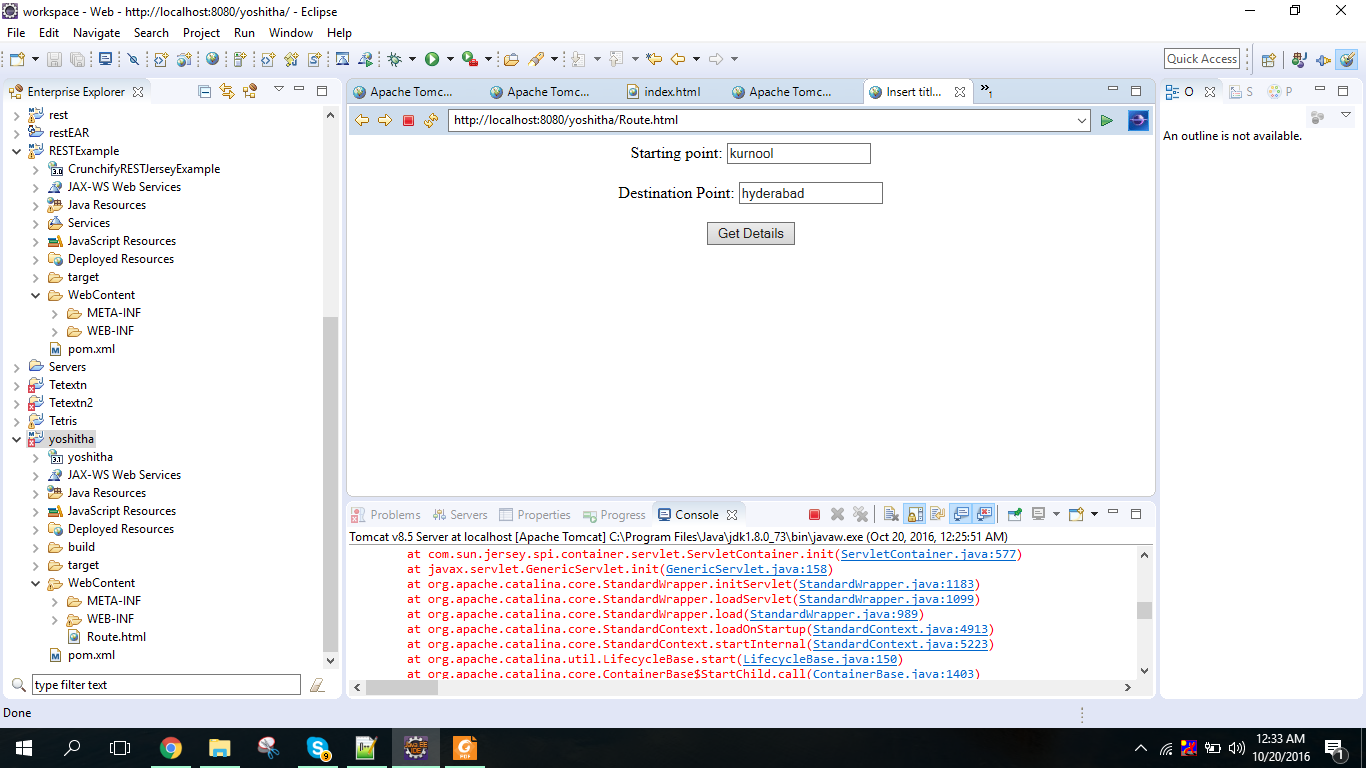 workspace - Web - http://localhost:8080/yoshitha/ - Eclipse
File Edit Navigate Search Project Run Window Help
Quick Access
Enterprise Explorer
rest
restEAR
RESTExample
CrunchifyRESTJerseyExample
JAX-WS Web Services
Java Resources
Services
JavaScript Resources
Deployed Resources
target
WebContent
META-INF
WEB-INF
pom.xml
Servers
Tetextn
Tetextn2
Tetris
yoshitha
yoshitha
JAX-WS Web Services
Java Resources
JavaScript Resources
Deployed Resources
build
target
WebContent
META-INF
WEB-INF
Route.html
pom.xml
type filter text
Apache Tomc... Apache Tomc... index.html Apache Tomc... Insert titl... »1
http://localhost:8080/yoshitha/Route.html
Starting point: kurnool
Destination Point: hyderabad
Get Details
O S P
An outline is not available.
Problems Servers Properties Progress Console
Tomcat v8.5 Server at localhost [Apache Tomcat] C:\Program Files\Java\jdk1.8.0_73\bin\javaw.exe (Oct 20, 2016, 12:25:51 AM)
at com.sun.jersey.spi.container.servlet.ServletContainer.init(ServletContainer.java:577)
at javax.servlet.GenericServlet.init(GenericServlet.java:158)
at org.apache.catalina.core.StandardWrapper.initServlet(StandardWrapper.java:1183)
at org.apache.catalina.core.StandardWrapper.loadServlet(StandardWrapper.java:1099)
at org.apache.catalina.core.StandardWrapper.load(StandardWrapper.java:989)
at org.apache.catalina.core.StandardContext.loadOnStartup(StandardContext.java:4913)
at org.apache.catalina.core.StandardContext.startInternal(StandardContext.java:5223)
at org.apache.catalina.util.LifecycleBase.start(LifecycleBase.java:150)
at org.apache.catalina.core.ContainerBase$StartChild.call(ContainerBase.java:1403)
Done
12:33 AM
10/20/2016